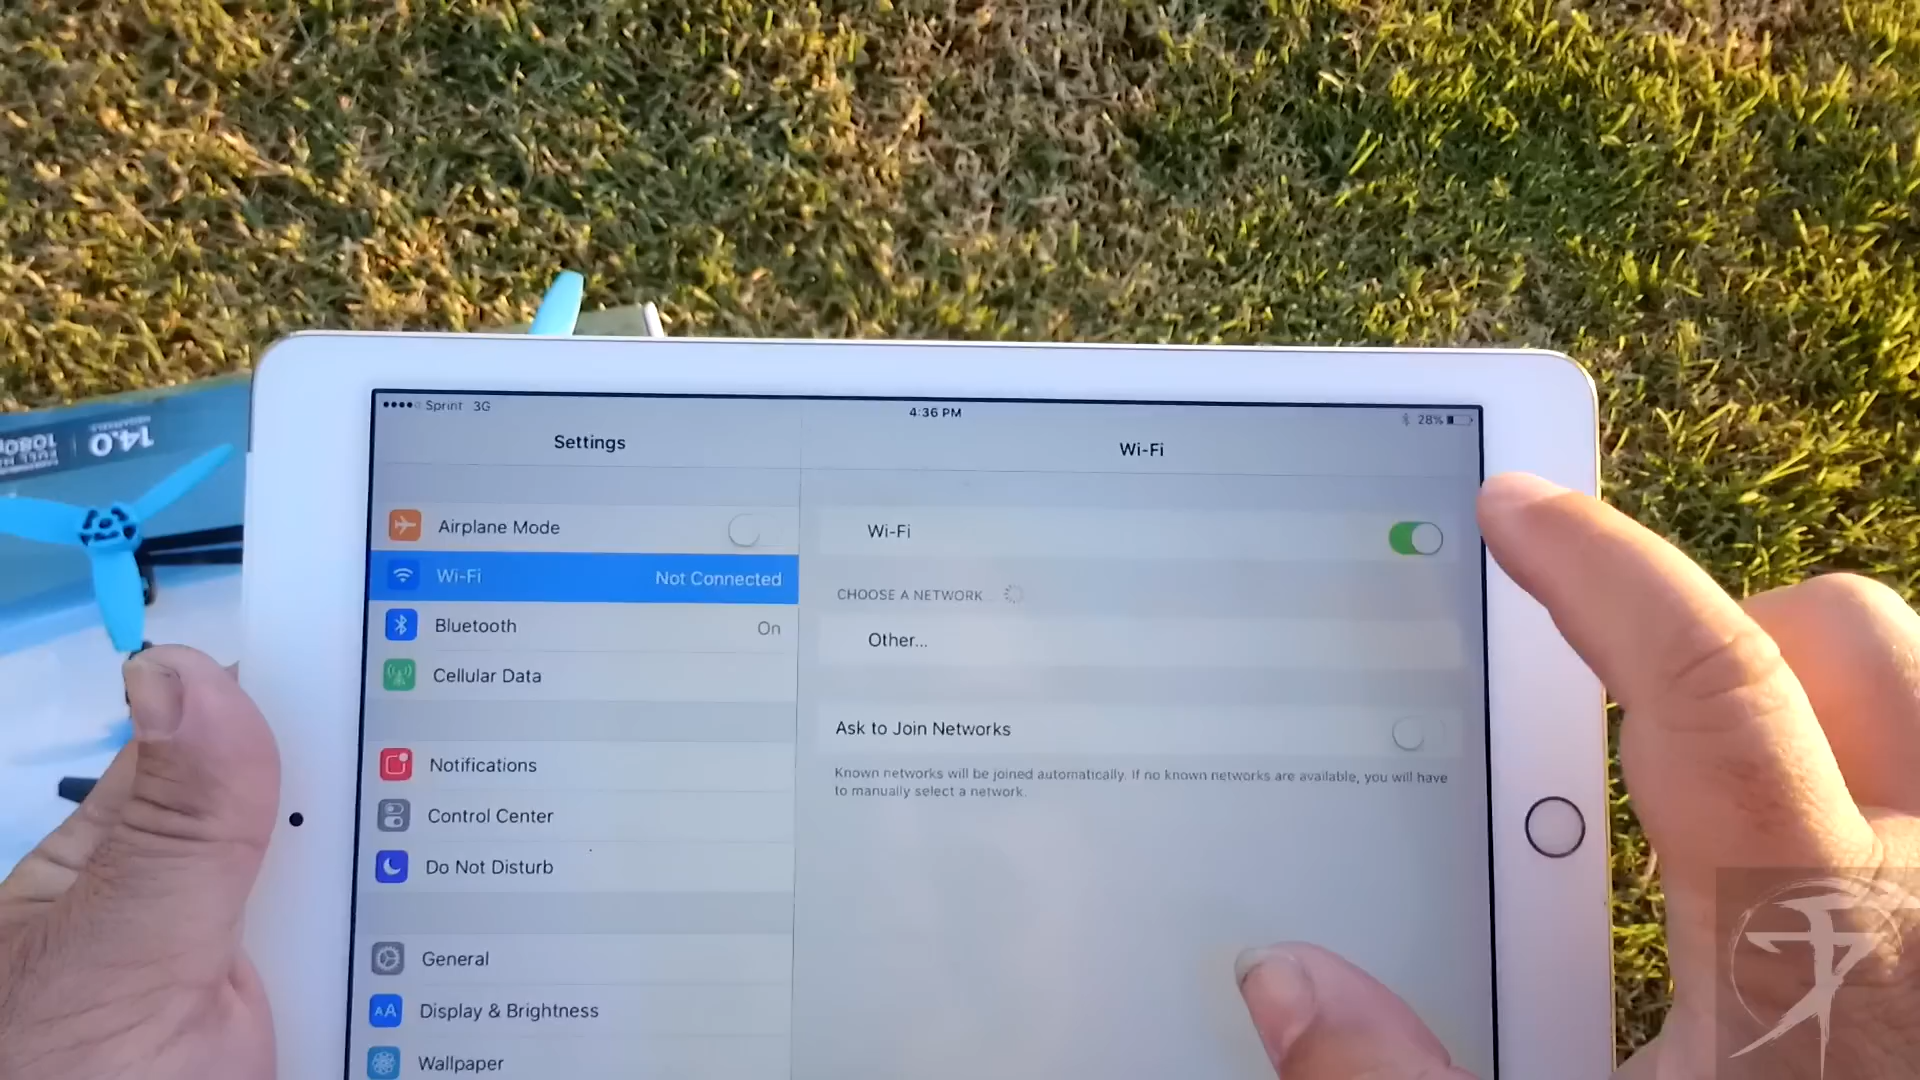 Sprint 3G
4:36 PM
28%
Settings
Wi-Fi
Airplane Mode
Wi-Fi
Not Connected
Bluetooth
On
Cellular Data
Notifications
Control Center
Do Not Disturb
General
AA
Display & Brightness
Wallpaper
Wi-Fi
CHOOSE A NETWORK...
Other...
Ask to Join Networks
Known networks will be joined automatically. If no known networks are available, you will have
to manually select a network.
14.0
1080p